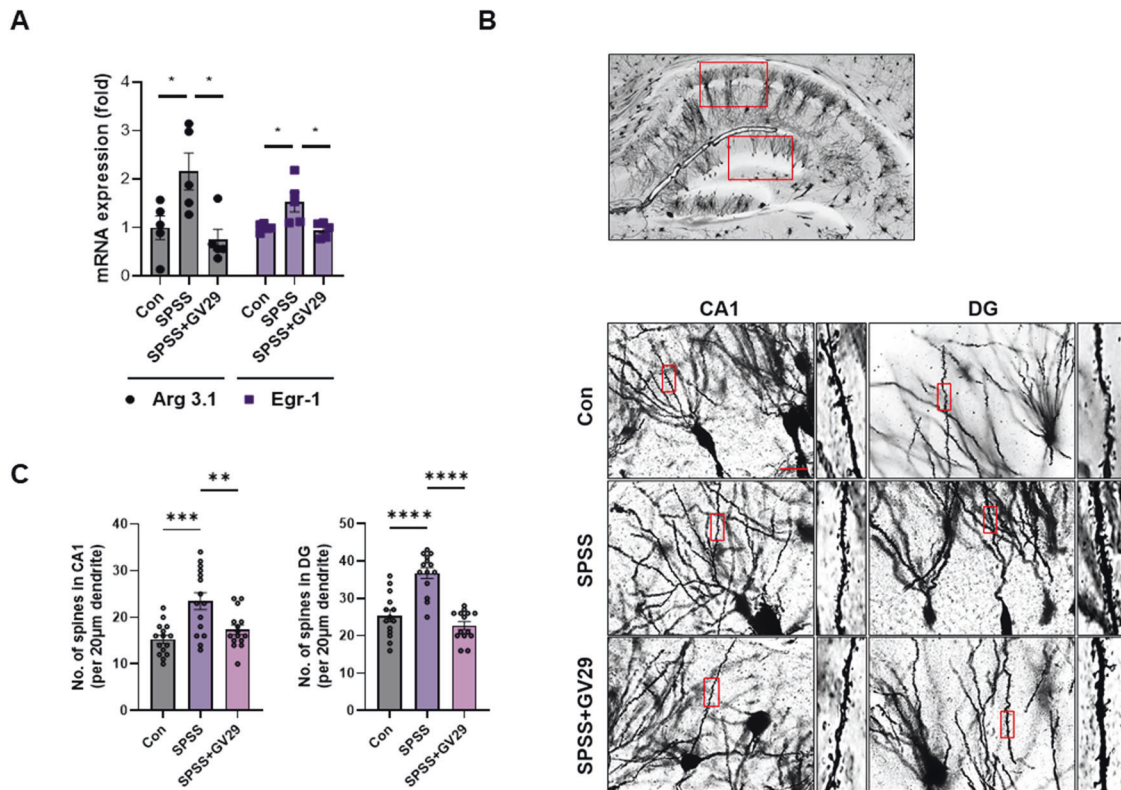 A
mRNA expression (fold)
4
3
2
1
0
* * * *
Con SPSS SPSS+GV29 Con SPSS SPSS+GV29
Arg 3.1 Egr-1
B
CA1 DG
Con
SPSS
SPSS+GV29
C
No. of spines in CA1
(per 20μm dendrite)
40
30
20
10
0
*** **
Con SPSS SPSS+GV29
No. of spines in DG
(per 20μm dendrite)
50
40
30
20
10
0
**** ****
Con SPSS SPSS+GV29